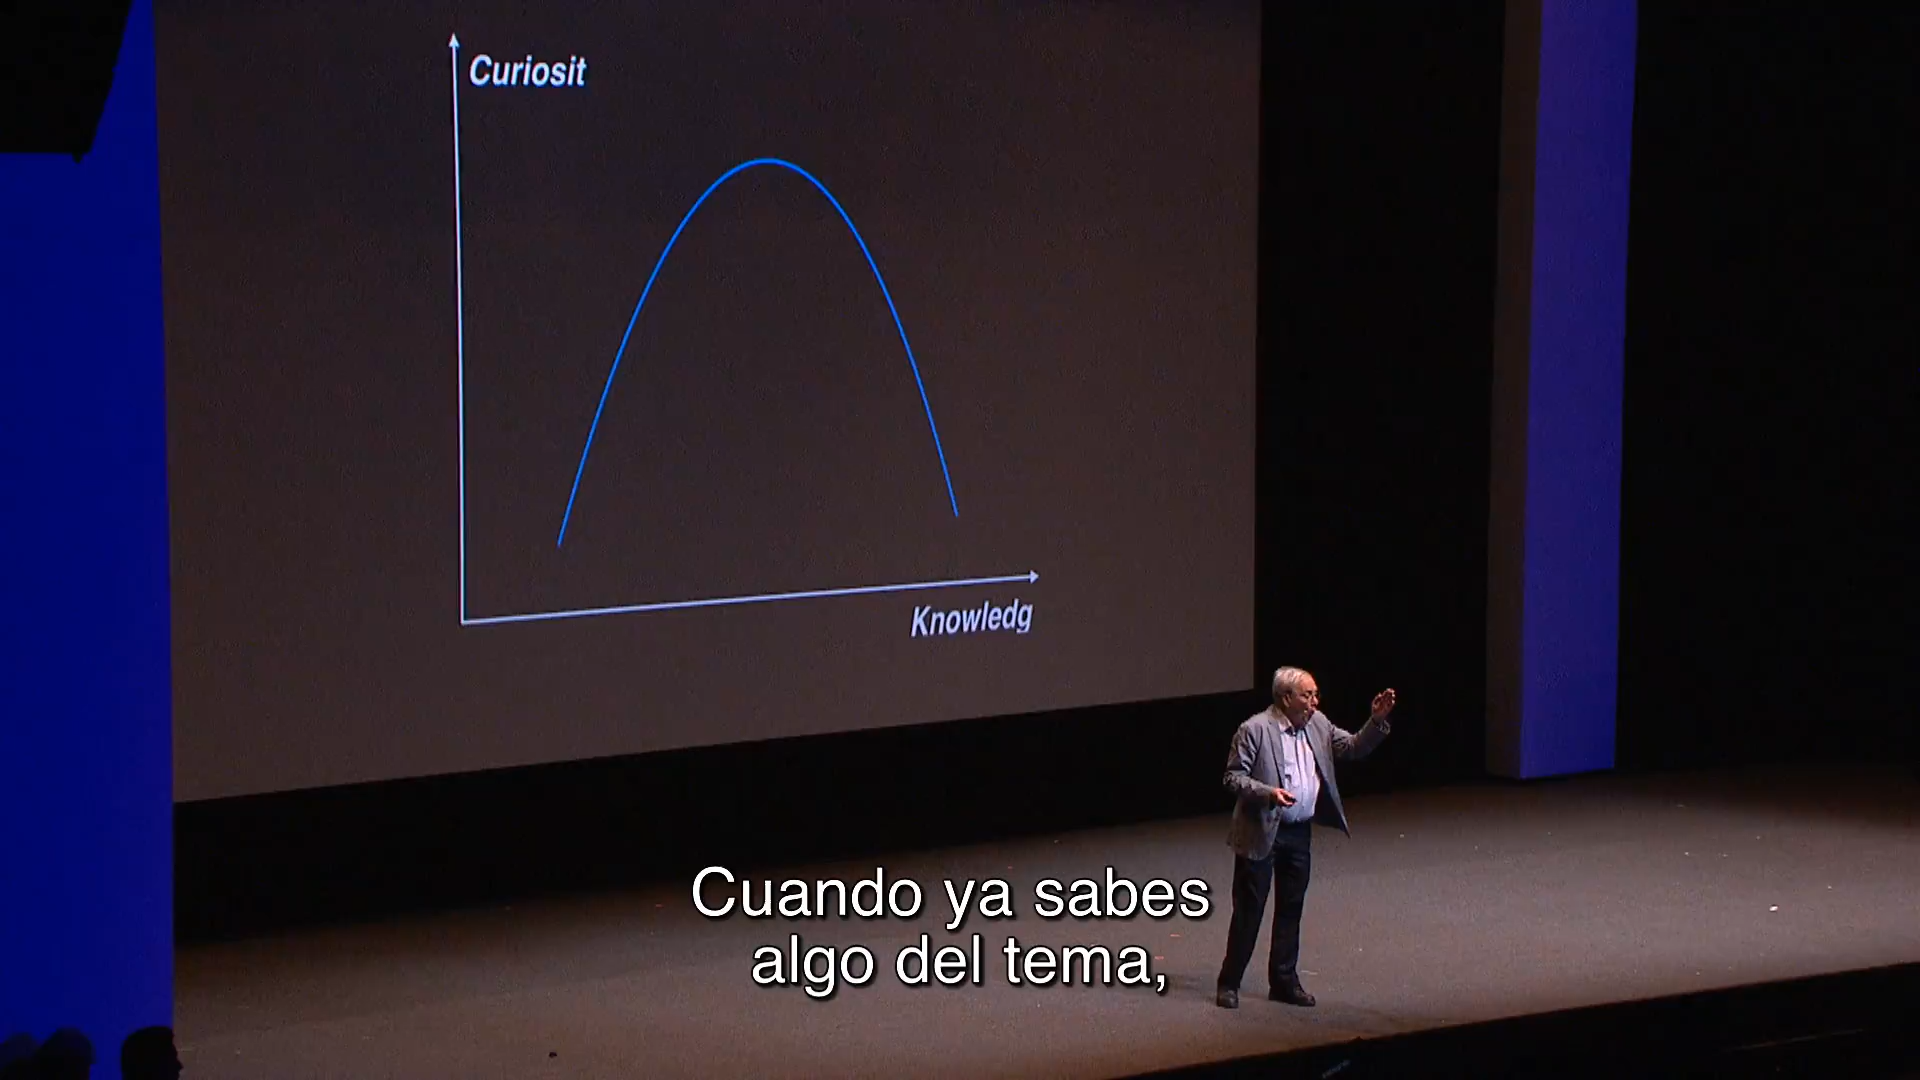 Curiosit
Knowledg
Cuando ya sabes
algo del tema,